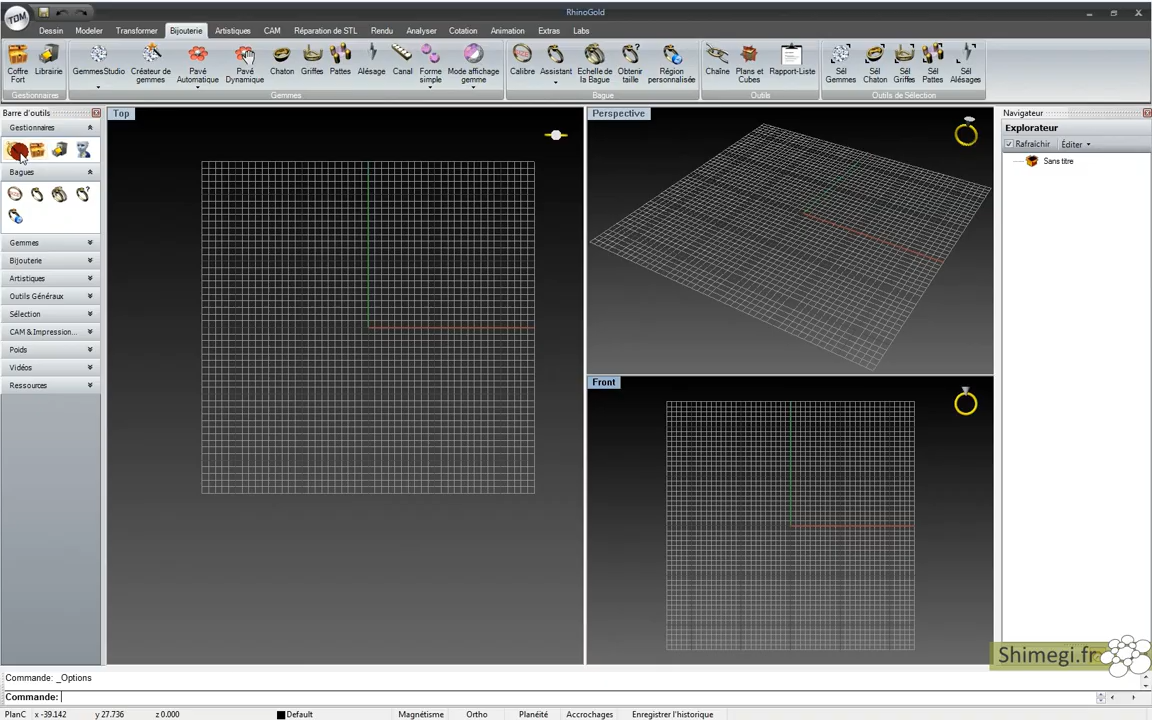 TDM
RhinoGold
Dessin Modeler Transformer Bijouterie Artistiques CAM Réparation de STL Rendu Analyser Cotation Animation Extras Labs
Coffre Fort
Librairie
GemmesStudio
Créateur de gemmes
Pavé Automatique
Pavé Dynamique
Chaton
Griffes
Pattes
Alésage
Canal
Forme simple
Mode affichage gemme
Calibre
Assistant
Echelle de la Bague
Obtenir taille
Région personnalisée
Chaîne
Plans et Cubes
Rapport-Liste
Sél Gemmes
Sél Chaton
Sél Griffes
Sél Pattes
Sél Alésages
Gestionnaires
Gemmes
Bague
Outils
Outils de Sélection
Barre d'outils
Gestionnaires
Bagues
Gemmes
Bijouterie
Artistiques
Outils Généraux
Sélection
CAM & Impression...
Poids
Vidéos
Ressources
Top
Perspective
Front
Navigateur
Explorateur
Rafraichir Éditer
Sans titre
Shimegi.fr
Commande: _Options
Commande:
PlanC x -39.142 y 27.736 z 0.000 Default Magnétisme Ortho Planéité Accrochages Enregistrer l'historique